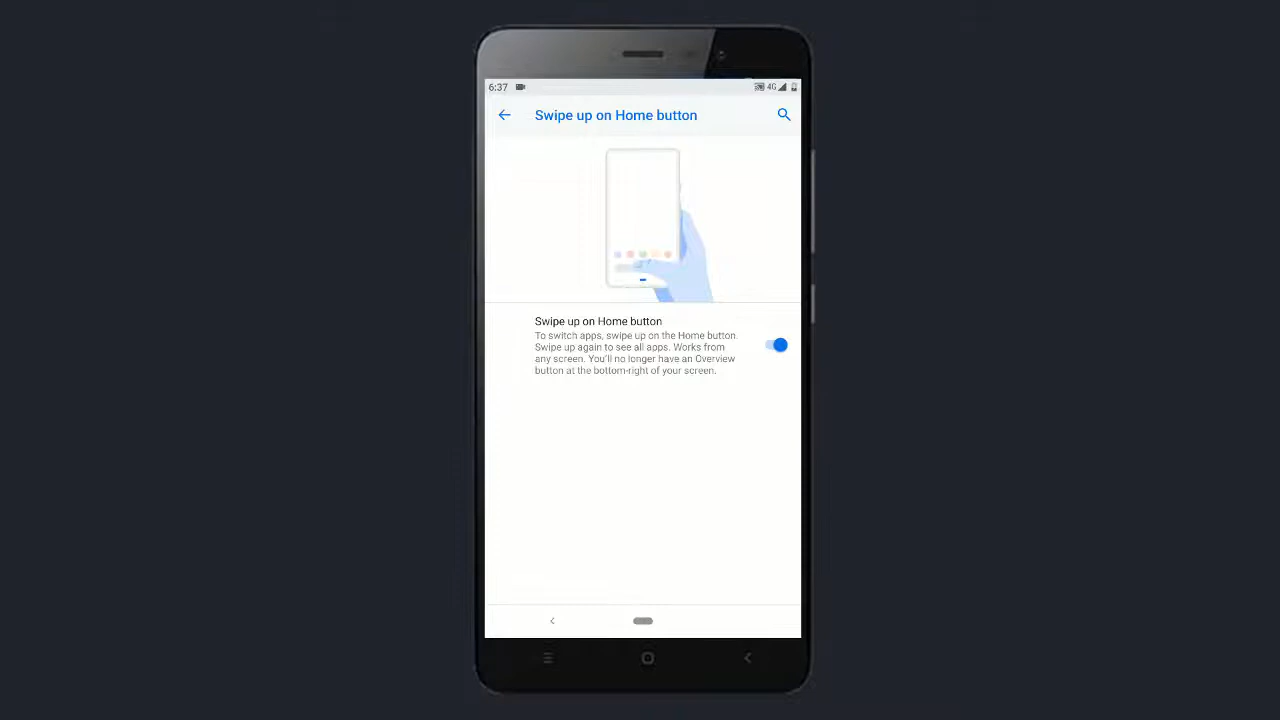 6:37
4G
Swipe up on Home button
Swipe up on Home button
To switch apps, swipe up on the Home button.
Swipe up again to see all apps. Works from
any screen. You'll no longer have an Overview
button at the bottom-right of your screen.